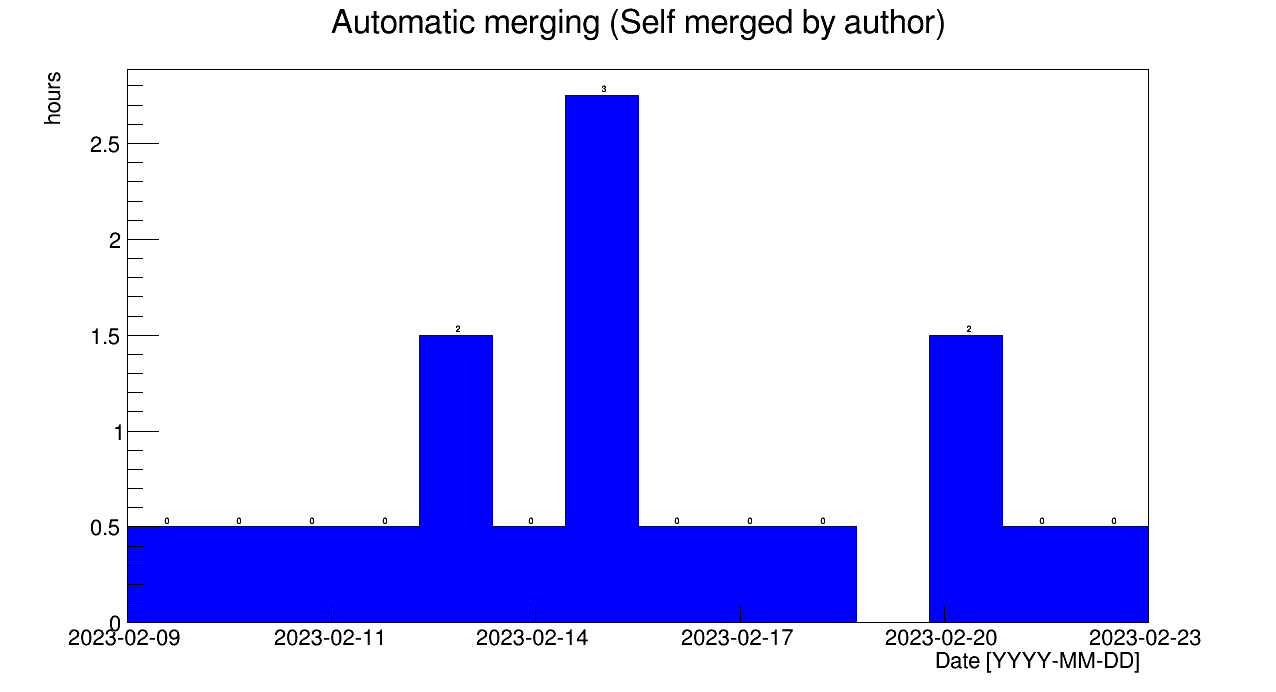 Automatic merging (Self merged by author)
hours
2.5
2
1.5
1
0.5
0
3
2
2
0 0 0 0 0 0 0 0 0 0
2023-02-09 2023-02-11 2023-02-14 2023-02-17 2023-02-20 2023-02-23
Date [YYYY-MM-DD]